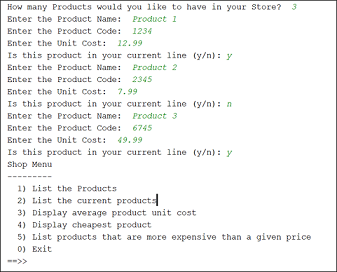 How many Products would you like to have in your Store?  3
Enter the Product Name:  Product 1
Enter the Product Code:  1234
Enter the Unit Cost:  12.99
Is this product in your current line (y/n): y
Enter the Product Name:  Product 2
Enter the Product Code:  2345
Enter the Unit Cost:  7.99
Is this product in your current line (y/n): n
Enter the Product Name:  Product 3
Enter the Product Code:  6745
Enter the Unit Cost:  49.99
Is this product in your current line (y/n): y
Shop Menu
---------
  1) List the Products
  2) List the current products
  3) Display average product unit cost
  4) Display cheapest product
  5) List products that are more expensive than a given price
  0) Exit
==>>